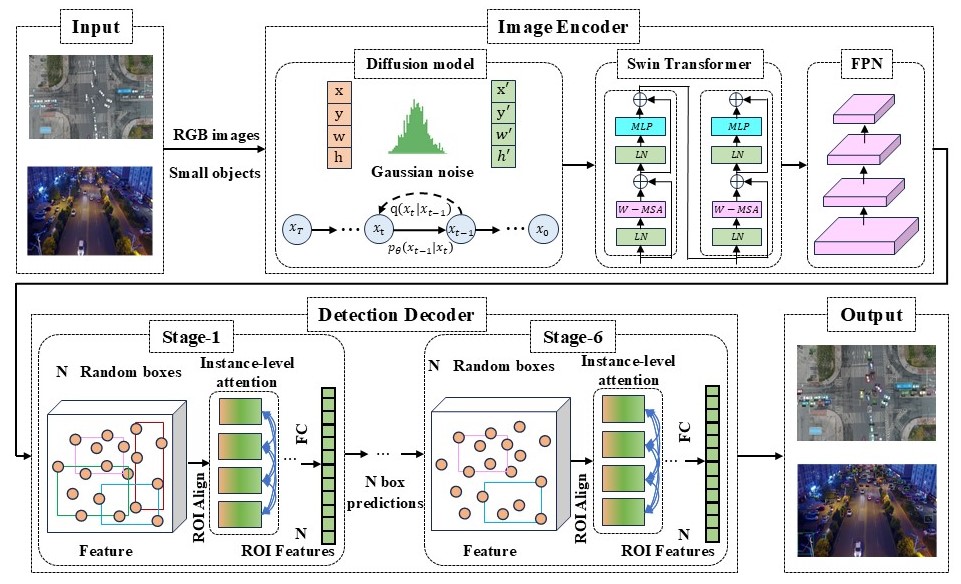 Input
RGB images
Small objects
Image Encoder
Diffusion model
x
y
w
h
x′
y′
w′
h′
Gaussian noise
q(x_t|x_{t-1})
x_T
...
x_t
x_{t-1}
...
x_0
p_θ(x_{t-1}|x_t)
Swin Transformer
MLP
LN
W-MSA
LN
MLP
LN
W-MSA
LN
FPN
Detection Decoder
Stage-1
N Random boxes
Instance-level
attention
Feature
ROI Align
...
FC
N
ROI Features
...
N box
predictions
Stage-6
N Random boxes
Instance-level
attention
Feature
ROI Align
...
FC
N
ROI Features
Output